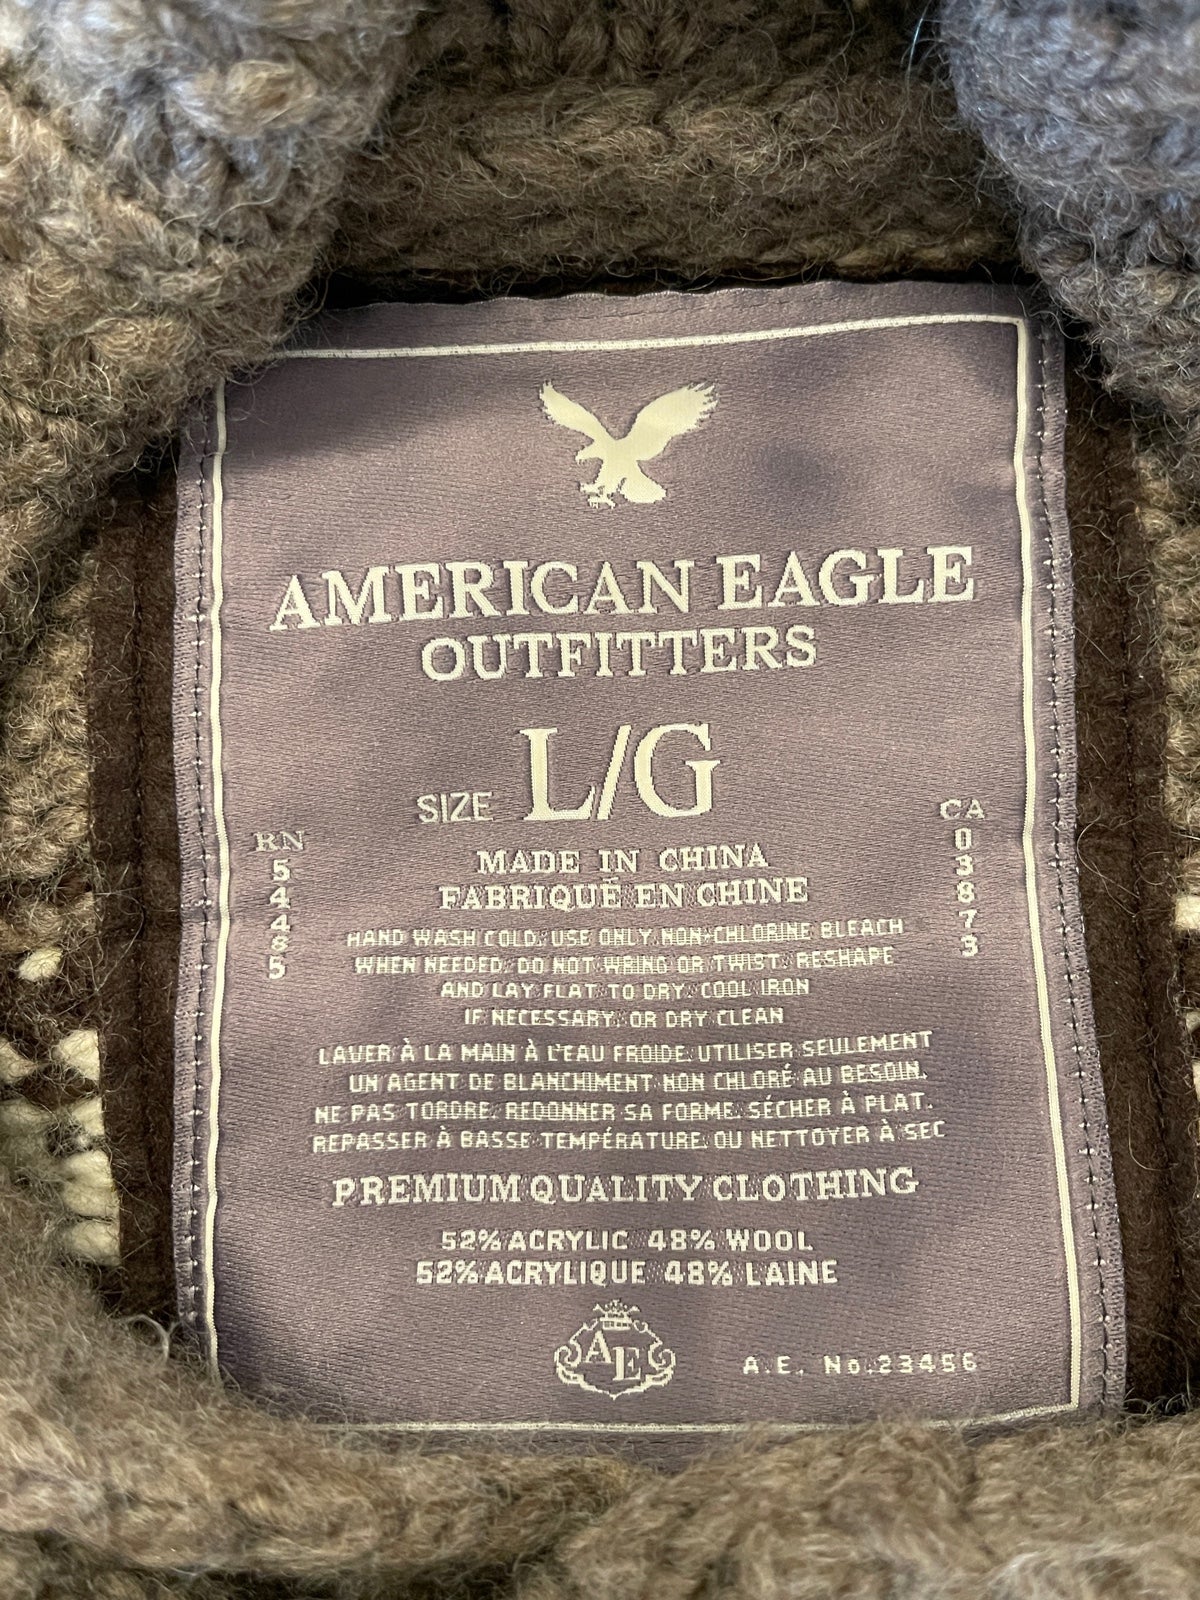 AMERICAN EAGLE
OUTFITTERS
SIZE L/G
RN
5
4
4
8
5
CA
0
3
8
7
3
MADE IN CHINA
FABRIQUÉ EN CHINE
HAND WASH COLD. USE ONLY NON-CHLORINE BLEACH
WHEN NEEDED. DO NOT WRING OR TWIST. RESHAPE
AND LAY FLAT TO DRY. COOL IRON
IF NECESSARY. OR DRY CLEAN
LAVER À LA MAIN À L'EAU FROIDE. UTILISER SEULEMENT
UN AGENT DE BLANCHIMENT NON CHLORÉ AU BESOIN.
NE PAS TORDRE. REDONNER SA FORME. SÉCHER À PLAT.
REPASSER À BASSE TEMPÉRATURE. OU NETTOYER À SEC
PREMIUM QUALITY CLOTHING
52% ACRYLIC 48% WOOL
52% ACRYLIQUE 48% LAINE
AE
A.E. No.23456